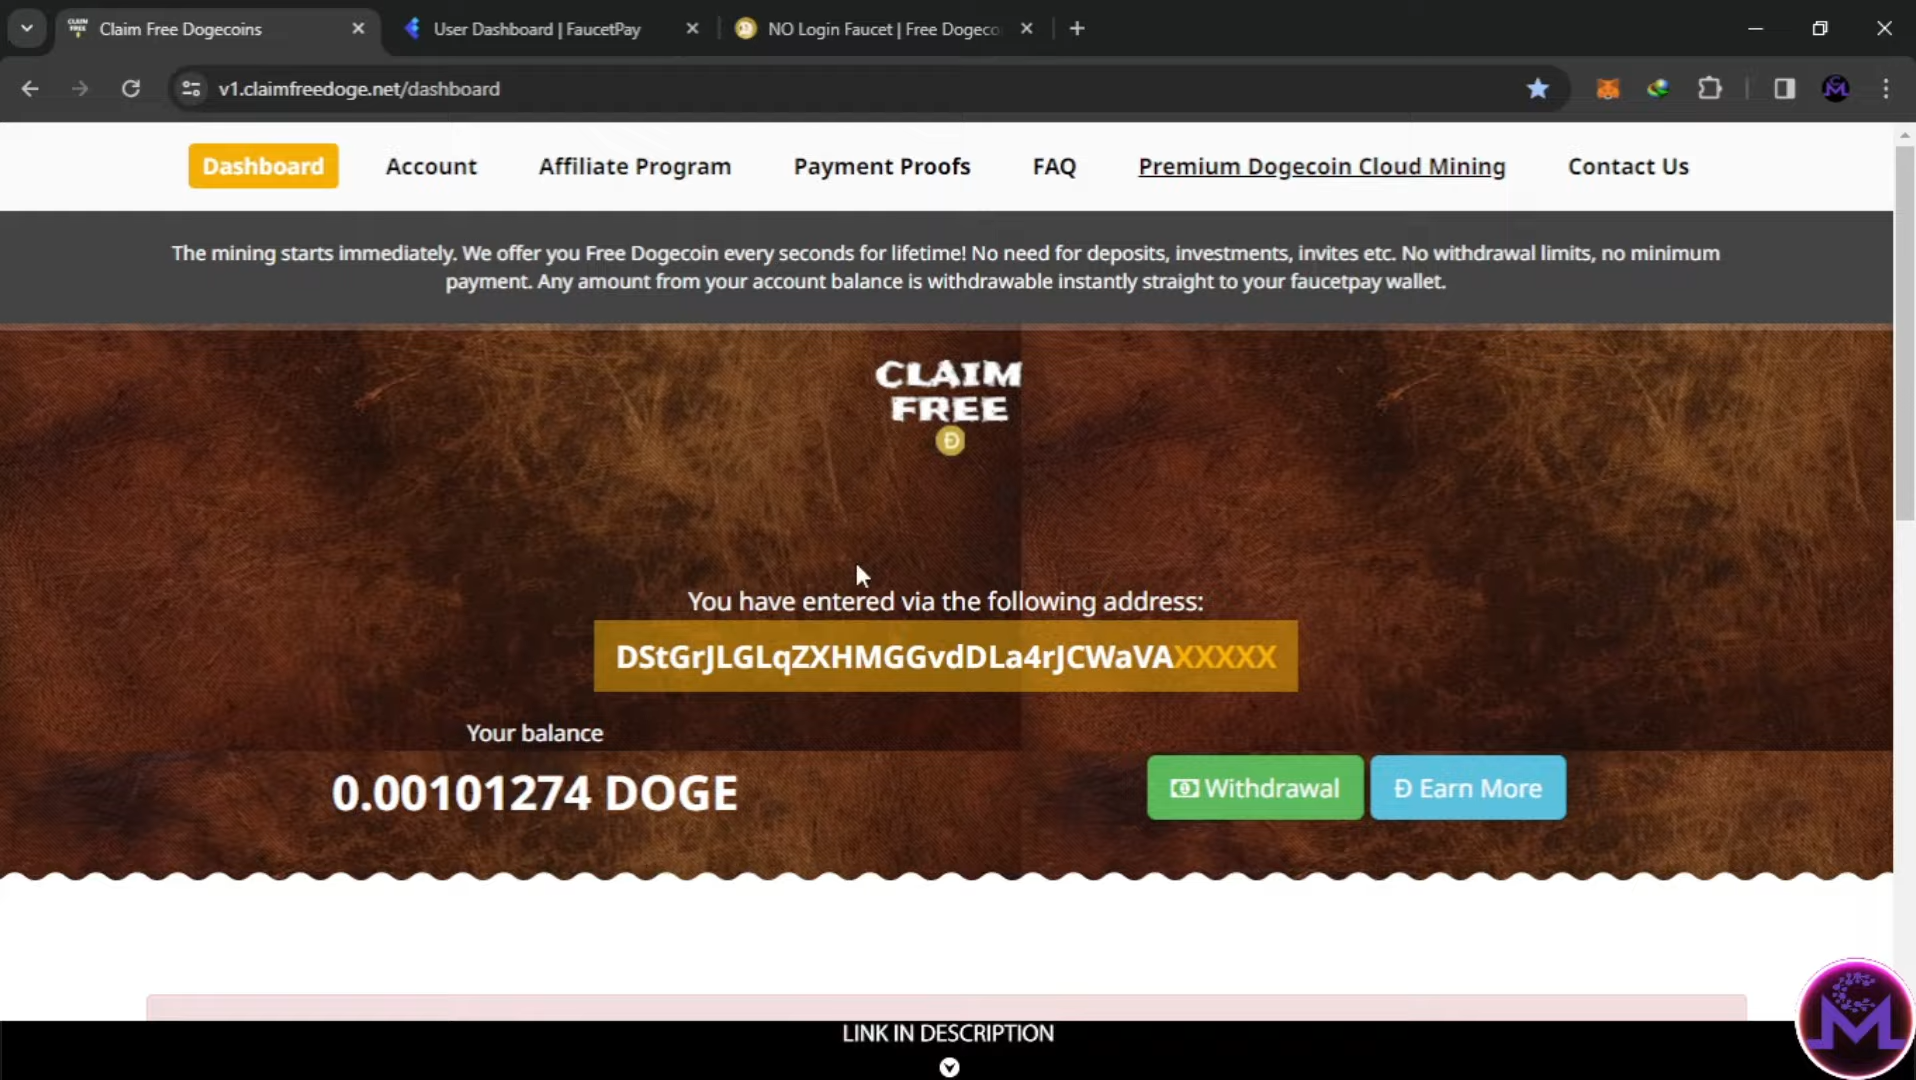 Claim Free Dogecoins
User Dashboard | FaucetPay
NO Login Faucet | Free Dogeco
v1.claimfreedoge.net/dashboard
Dashboard
Account
Affiliate Program
Payment Proofs
FAQ
Premium Dogecoin Cloud Mining
Contact Us
The mining starts immediately. We offer you Free Dogecoin every seconds for lifetime! No need for deposits, investments, invites etc. No withdrawal limits, no minimum
payment. Any amount from your account balance is withdrawable instantly straight to your faucetpay wallet.
CLAIM
FREE
Ð
You have entered via the following address:
DStGrJLGLqZXHMGGvdDLa4rJCWaVAXXXXX
Your balance
0.00101274 DOGE
Withdrawal
Ð Earn More
LINK IN DESCRIPTION
M